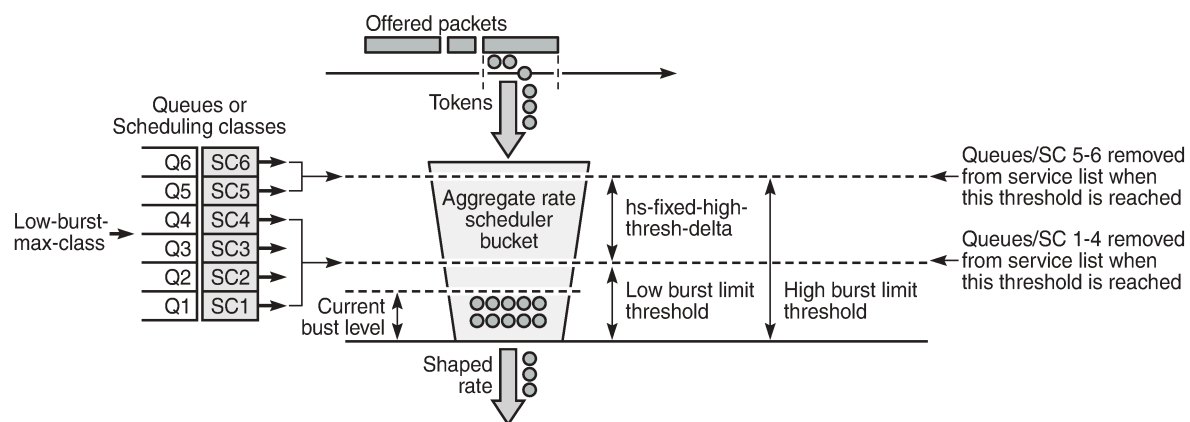 Offered packets
Tokens
Queues or
Scheduling classes
Q6 SC6
Q5 SC5
Q4 SC4
Q3 SC3
Q2 SC2
Q1 SC1
Low-burst-
max-class
Aggregate rate
scheduler
bucket
hs-fixed-high-
thresh-delta
Queues/SC 5-6 removed
from service list when
this threshold is reached
Queues/SC 1-4 removed
from service list when
this threshold is reached
Current
bust level
Low burst limit
threshold
High burst limit
threshold
Shaped
rate